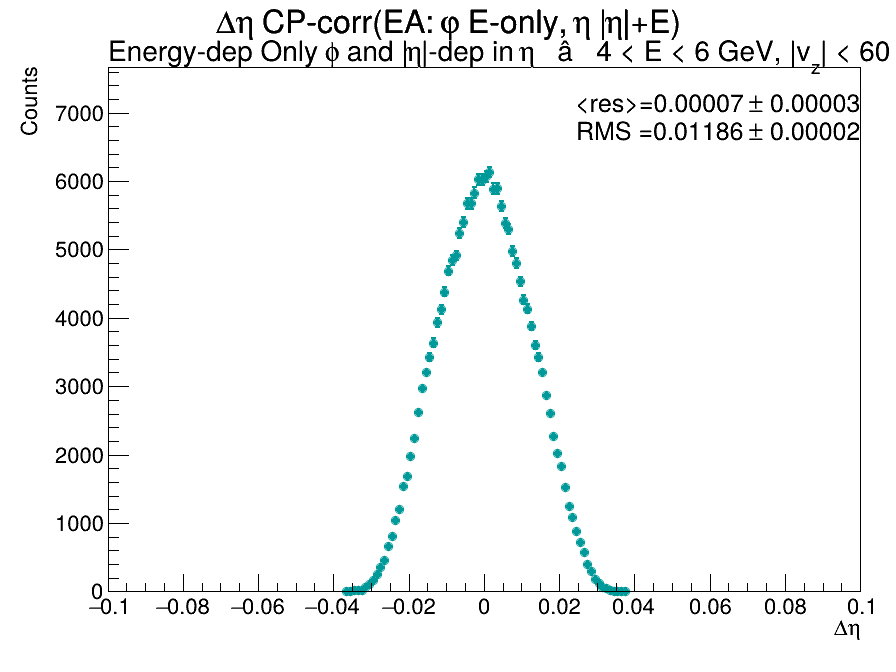 Δη CP-corr(EA: φ E-only, η |η|+E)
Energy-dep Only ϕ and |η|-dep in η â 4 < E < 6 GeV, |v_z| < 60
<res>=0.00007 ± 0.00003
RMS =0.01186 ± 0.00002
Counts
7000
6000
5000
4000
3000
2000
1000
0
−0.1 −0.08 −0.06 −0.04 −0.02 0 0.02 0.04 0.06 0.08 0.1
Δη